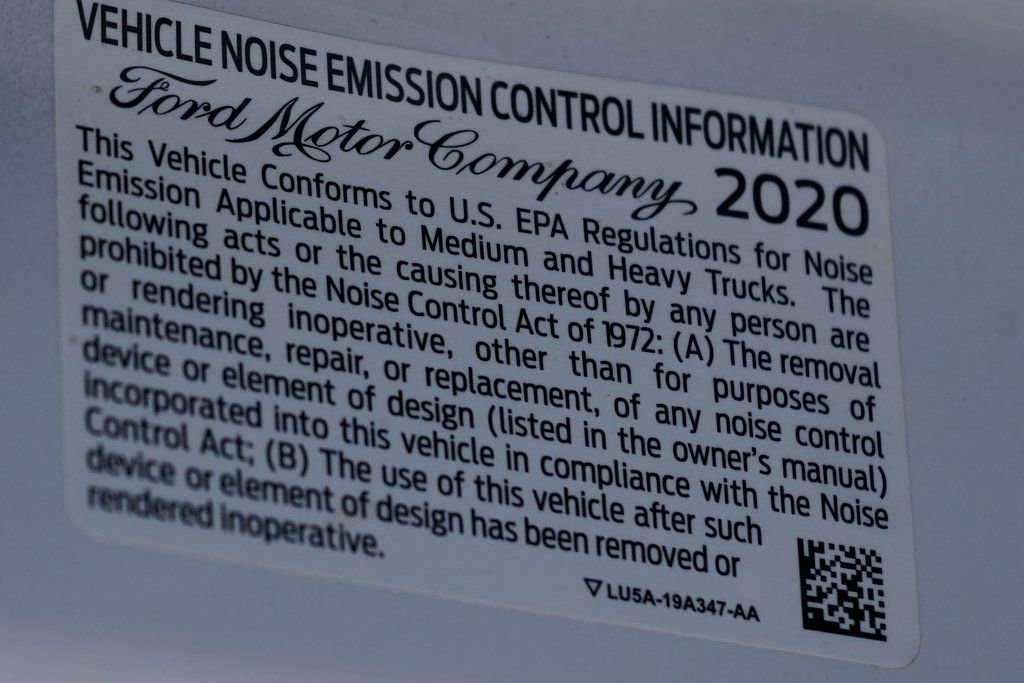 VEHICLE NOISE EMISSION CONTROL INFORMATION
Ford Motor Company 2020
This Vehicle Conforms to U.S. EPA Regulations for Noise
Emission Applicable to Medium and Heavy Trucks. The
following acts or the causing thereof by any person are
prohibited by the Noise Control Act of 1972: (A) The removal
or rendering inoperative, other than for purposes of
maintenance, repair, or replacement, of any noise control
device or element of design (listed in the owner's manual)
incorporated into this vehicle in compliance with the Noise
Control Act; (B) The use of this vehicle after such
device or element of design has been removed or
rendered inoperative.
LU5A-19A347-AA